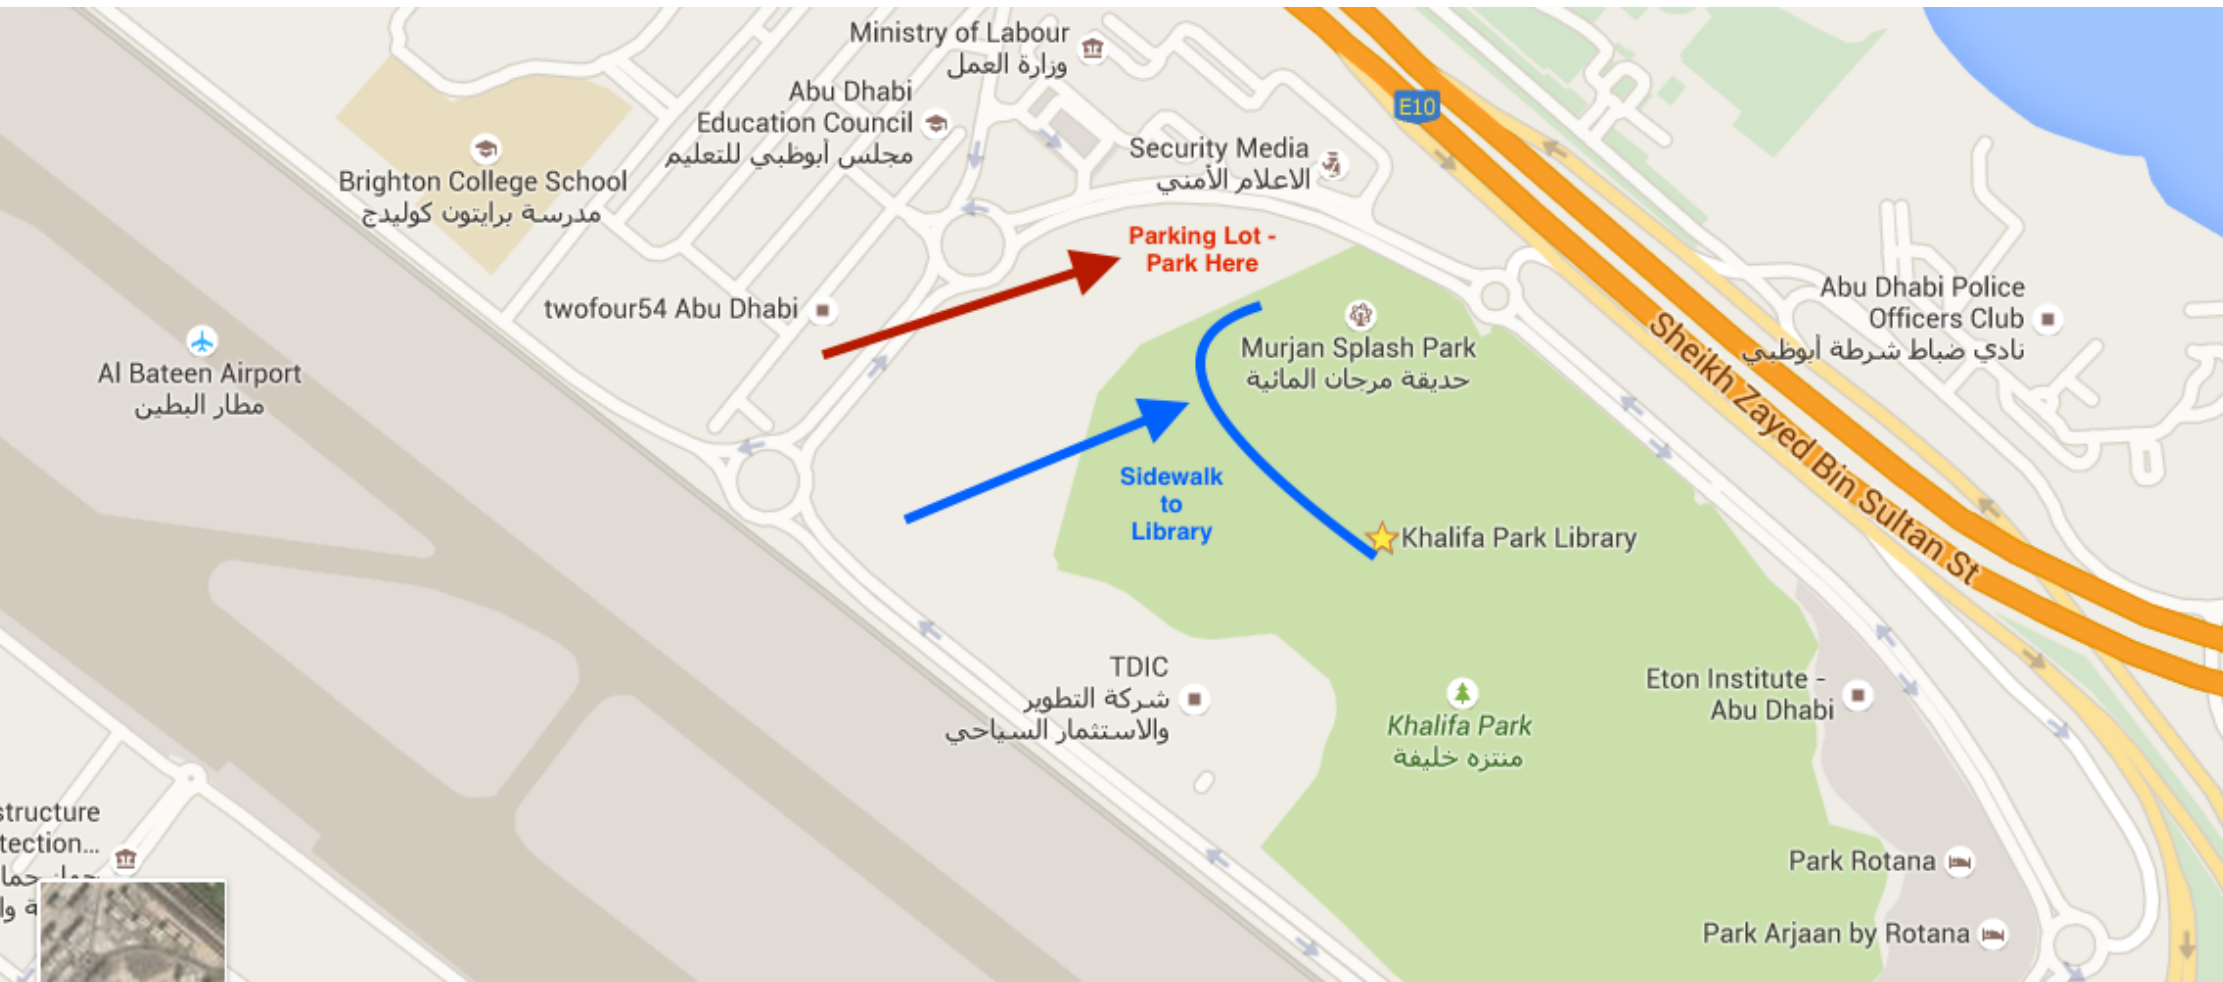 Ministry of Labour
وزارة العمل
Abu Dhabi
Education Council
مجلس أبوظبي للتعليم
Brighton College School
مدرسة برايتون كوليدج
Security Media
الاعلام الأمني
E10
Parking Lot -
Park Here
twofour54 Abu Dhabi
Al Bateen Airport
مطار البطين
Murjan Splash Park
حديقة مرجان المائية
Abu Dhabi Police
Officers Club
نادي ضباط شرطة أبوظبي
Sheikh Zayed Bin Sultan St
Sidewalk
to
Library
Khalifa Park Library
TDIC
شركة التطوير
والاستثمار السياحي
Khalifa Park
منتزه خليفة
Eton Institute -
Abu Dhabi
Park Rotana
Park Arjaan by Rotana
structure
tection...